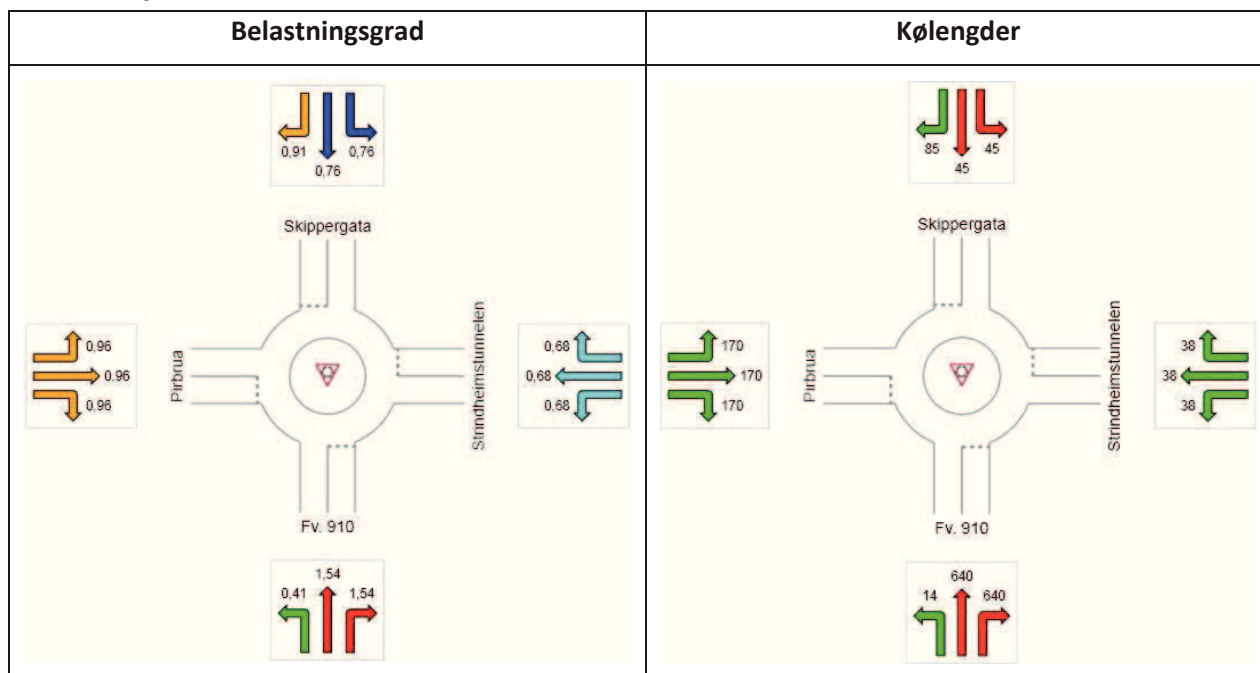 Belastningsgrad
0,91
0,76
0,76
Skippergata
Pirbrua
0,96
0,96
0,96
Strindheimstunnelen
0,68
0,68
0,68
Fv. 910
1,54
0,41
1,54
Kølengder
85
45
45
Skippergata
Pirbrua
170
170
170
Strindheimstunnelen
38
38
38
Fv. 910
640
14
640